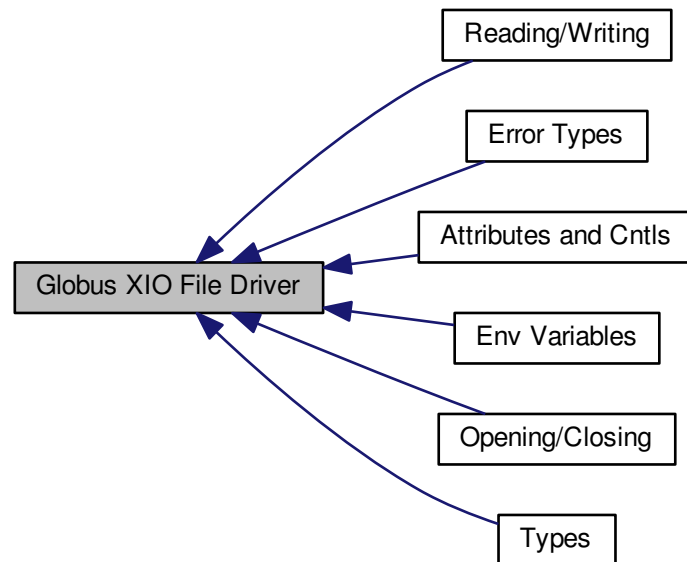 Reading/Writing
Error Types
Attributes and Cntls
Globus XIO File Driver
Env Variables
Opening/Closing
Types